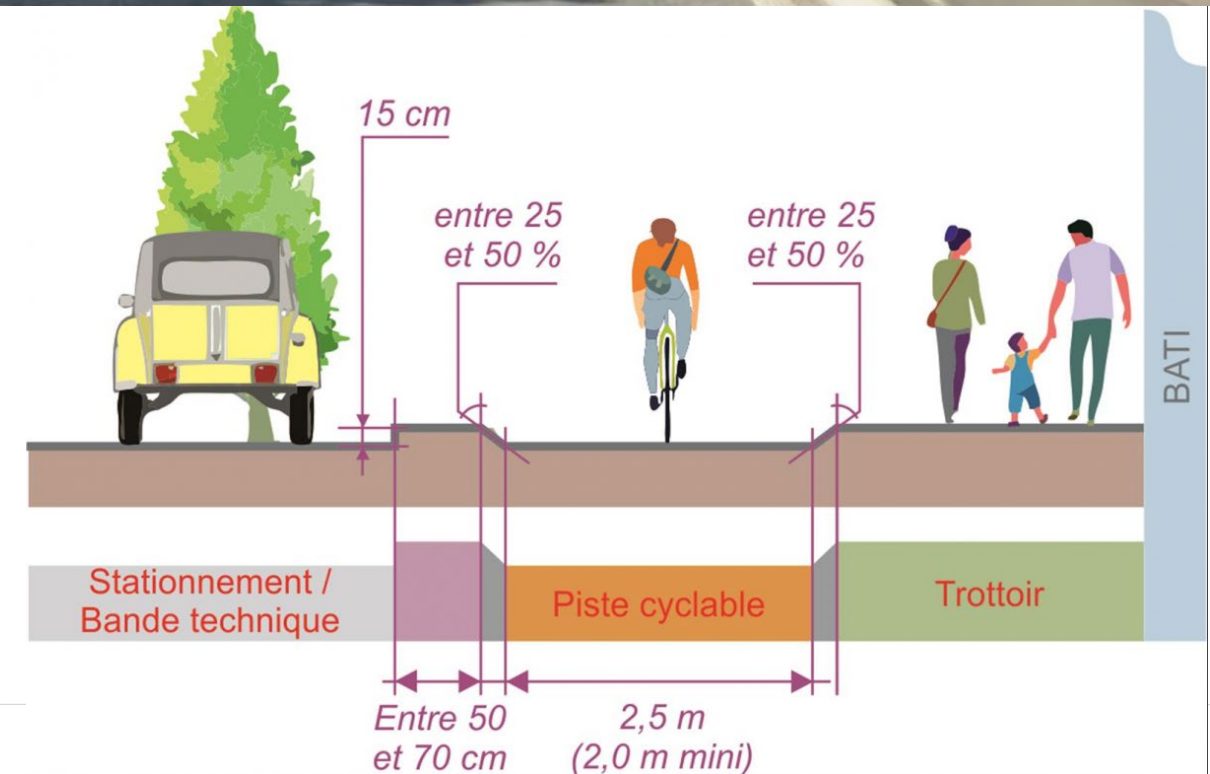 15 cm
entre 25
et 50 %
entre 25
et 50 %
BATI
Stationnement /
Bande technique
Piste cyclable
Trottoir
Entre 50
et 70 cm
2,5 m
(2,0 m mini)